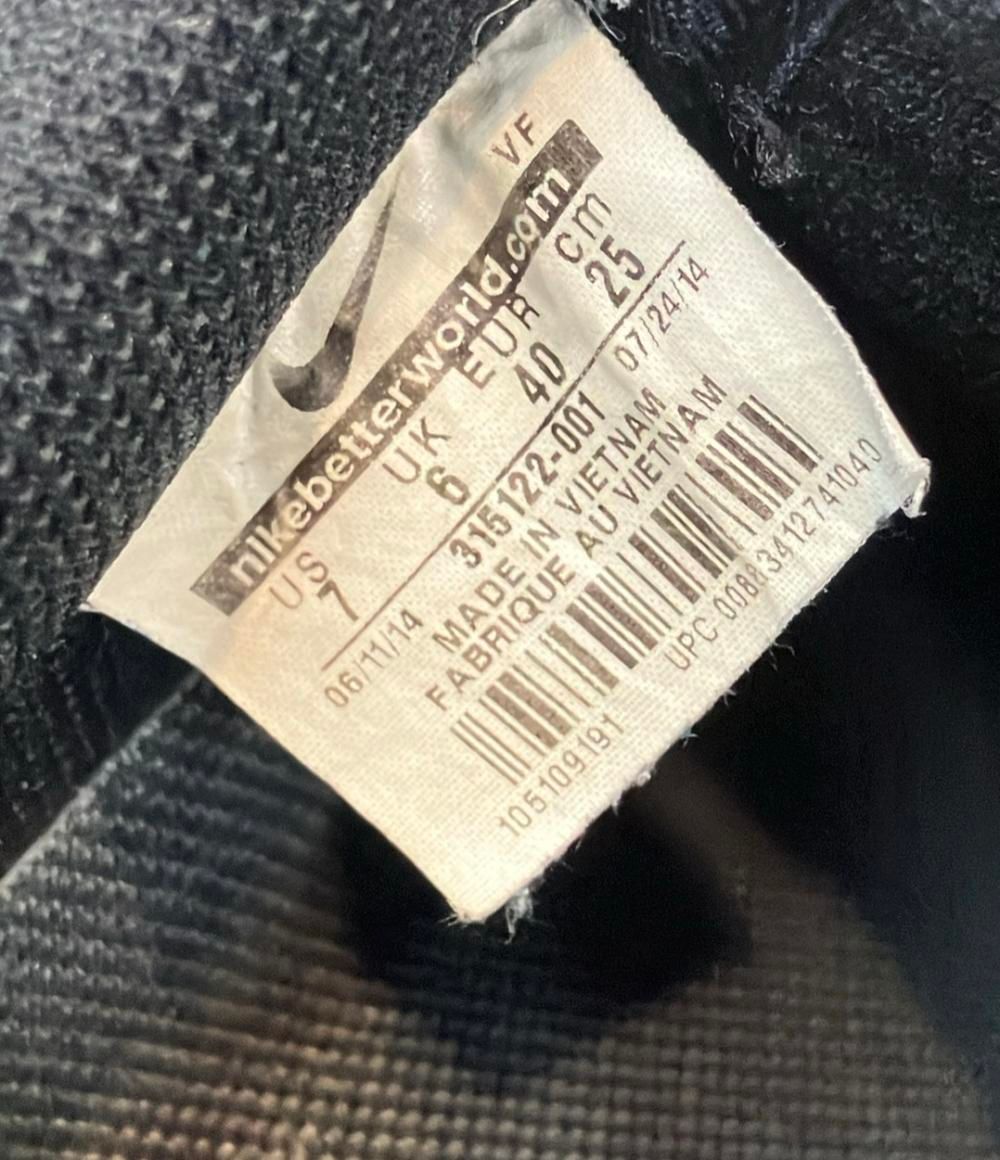 VF
nikebetterworld.com
US UK EUR cm
7 6 40 25
06/11/14 315122-001 07/24/14
MADE IN VIETNAM
FABRIQUE AU VIETNAM
105109191 UPC 00883412741040